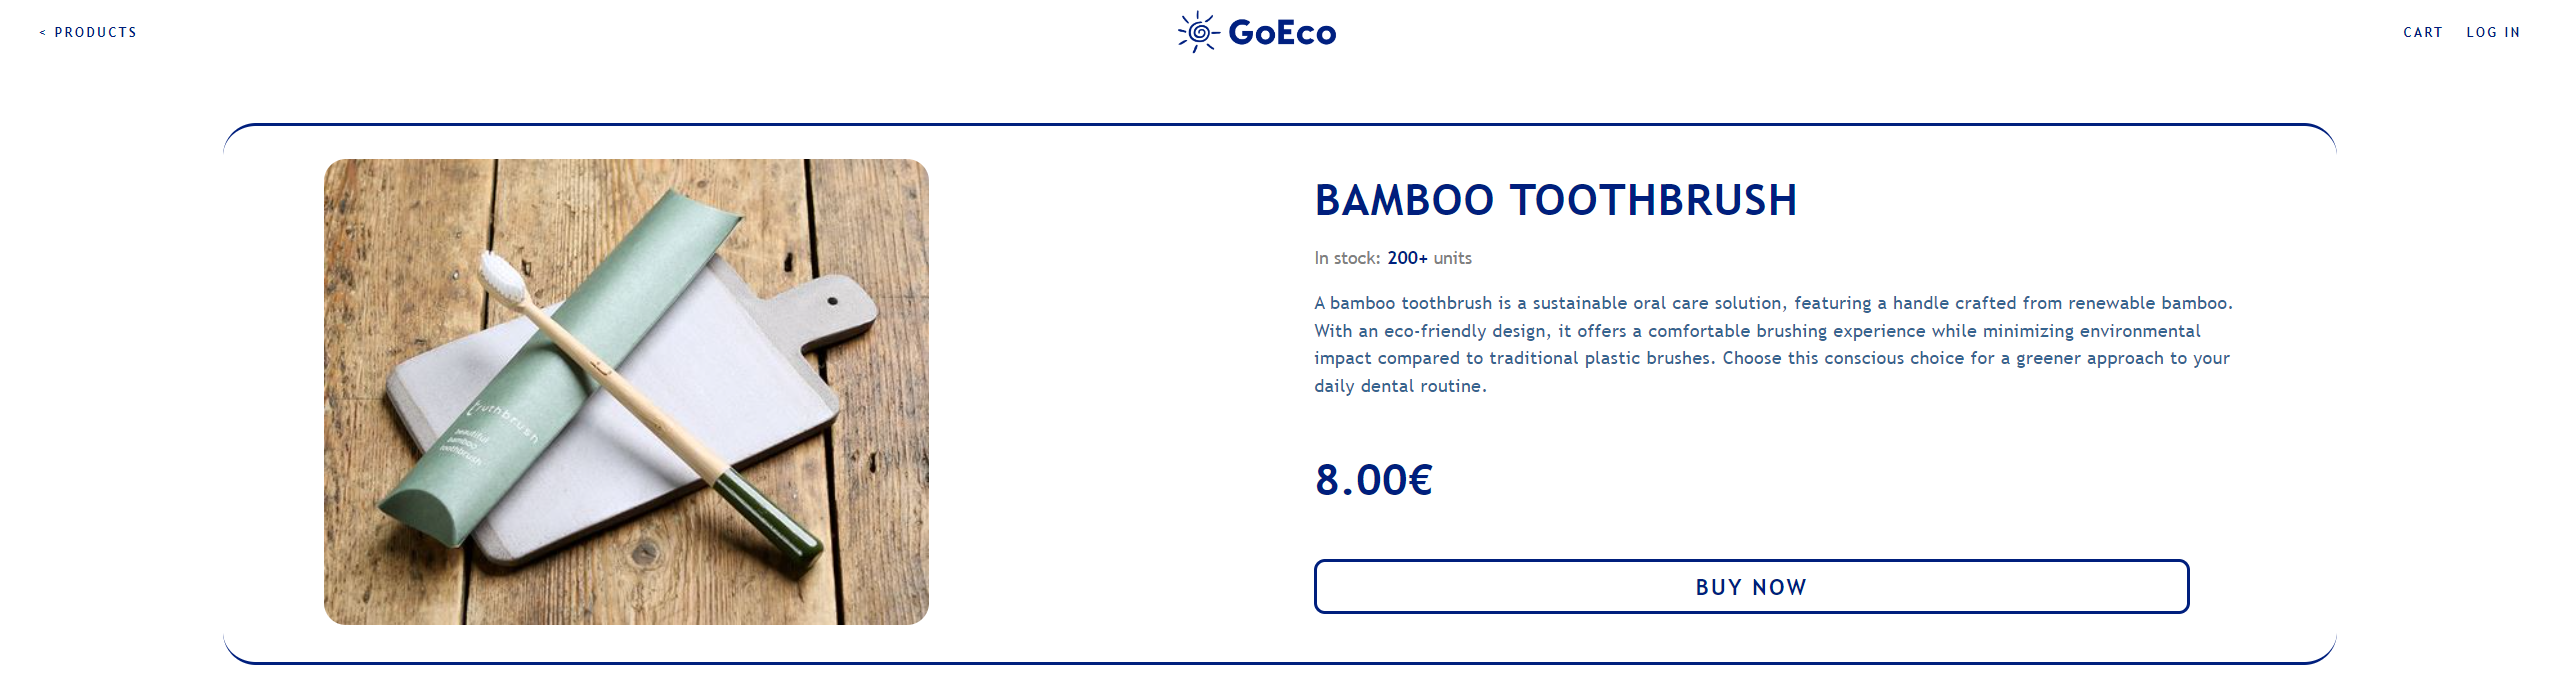 < PRODUCTS
GoEco
CART LOG IN
truthbrush
beautiful
bamboo
toothbrush
BAMBOO TOOTHBRUSH
In stock: 200+ units
A bamboo toothbrush is a sustainable oral care solution, featuring a handle crafted from renewable bamboo.
With an eco-friendly design, it offers a comfortable brushing experience while minimizing environmental
impact compared to traditional plastic brushes. Choose this conscious choice for a greener approach to your
daily dental routine.
8.00€
BUY NOW